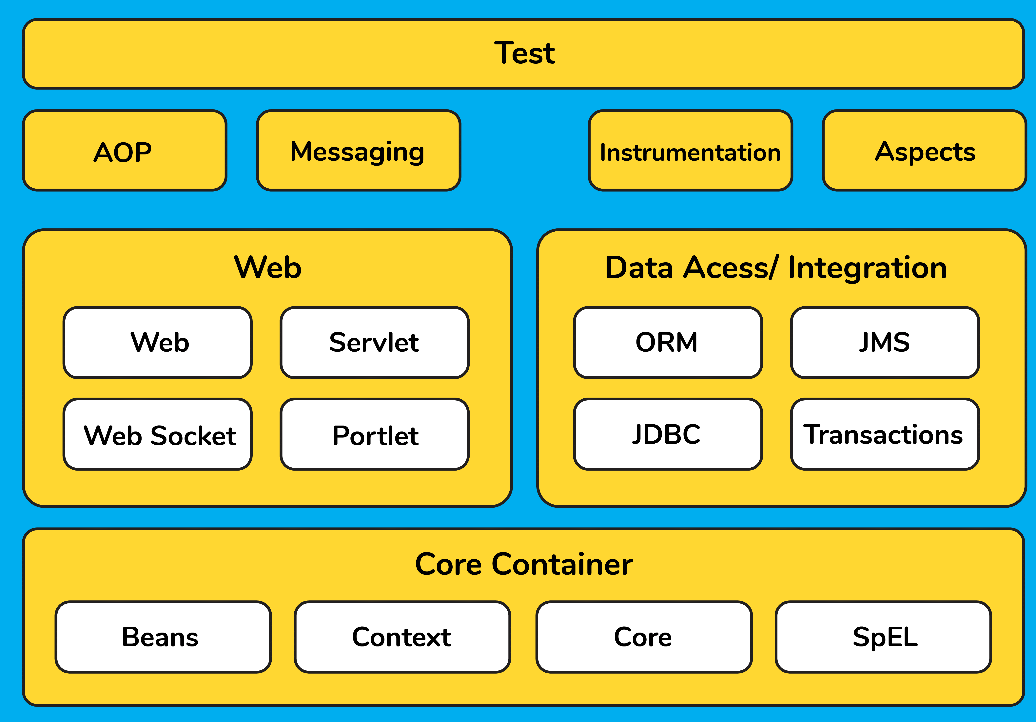 Test
AOP
Messaging
Instrumentation
Aspects
Web
Web
Servlet
Web Socket
Portlet
Data Acess/ Integration
ORM
JMS
JDBC
Transactions
Core Container
Beans
Context
Core
SpEL